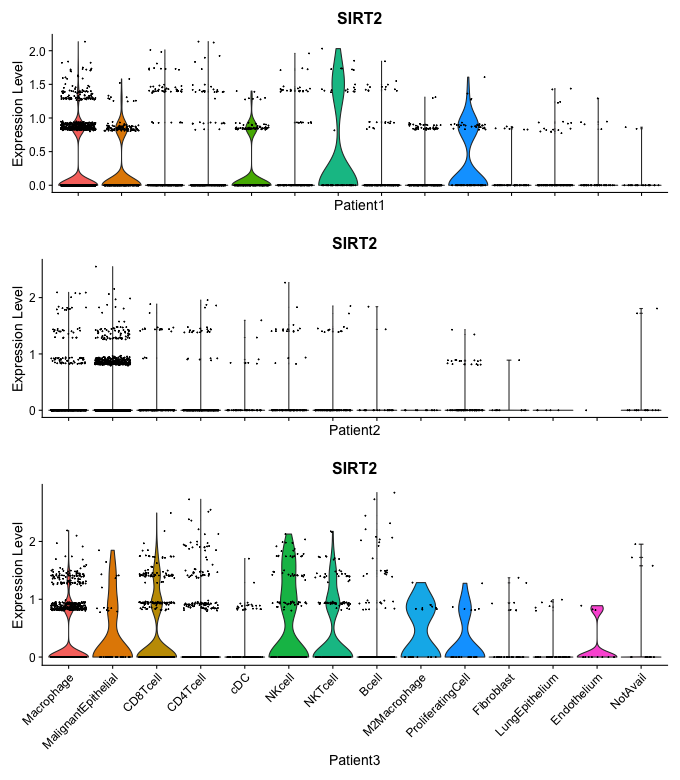 SIRT2
Expression Level
2.0
1.5
1.0
0.5
0.0
Patient1
SIRT2
Expression Level
2
1
0
Patient2
SIRT2
Expression Level
2
1
0
Macrophage
MalignantEpithelial
CD8Tcell
CD4Tcell
cDC
NKcell
NKTcell
Bcell
M2Macrophage
ProliferatingCell
Fibroblast
LungEpithelium
Endothelium
NotAvail
Patient3